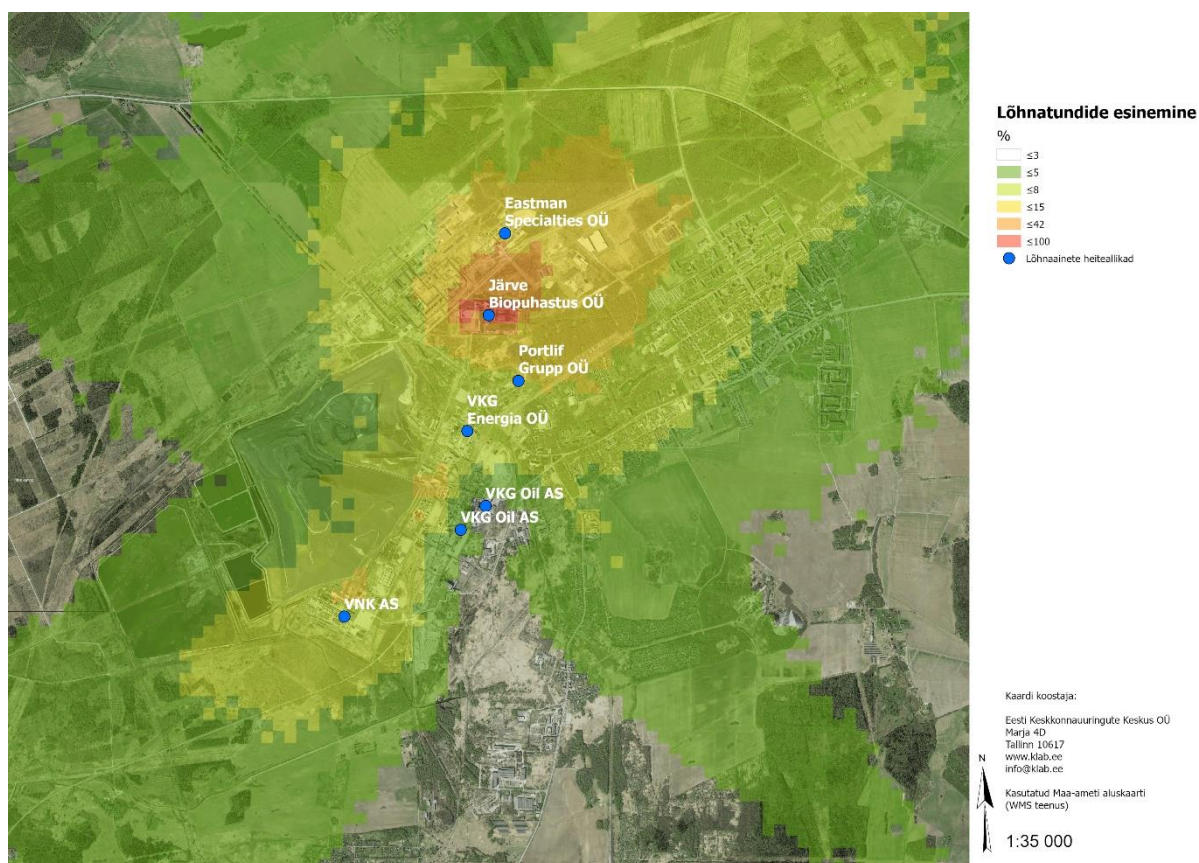 Eastman
Specialties OÜ
Järve
Biopuhastus OÜ
Portlif
Grupp OÜ
VKG
Energia OÜ
VKG Oil AS
VKG Oil AS
VNK AS
Lõhnatundide esinemine
%
≤3
≤5
≤8
≤15
≤42
≤100
Lõhnaainete heiteallikad
Kaardi koostaja:
Eesti Keskkonnauuringute Keskus OÜ
Marja 4D
Tallinn 10617
www.klab.ee
info@klab.ee
Kasutatud Maa-ameti aluskaarti
(WMS teenus)
N
1:35 000